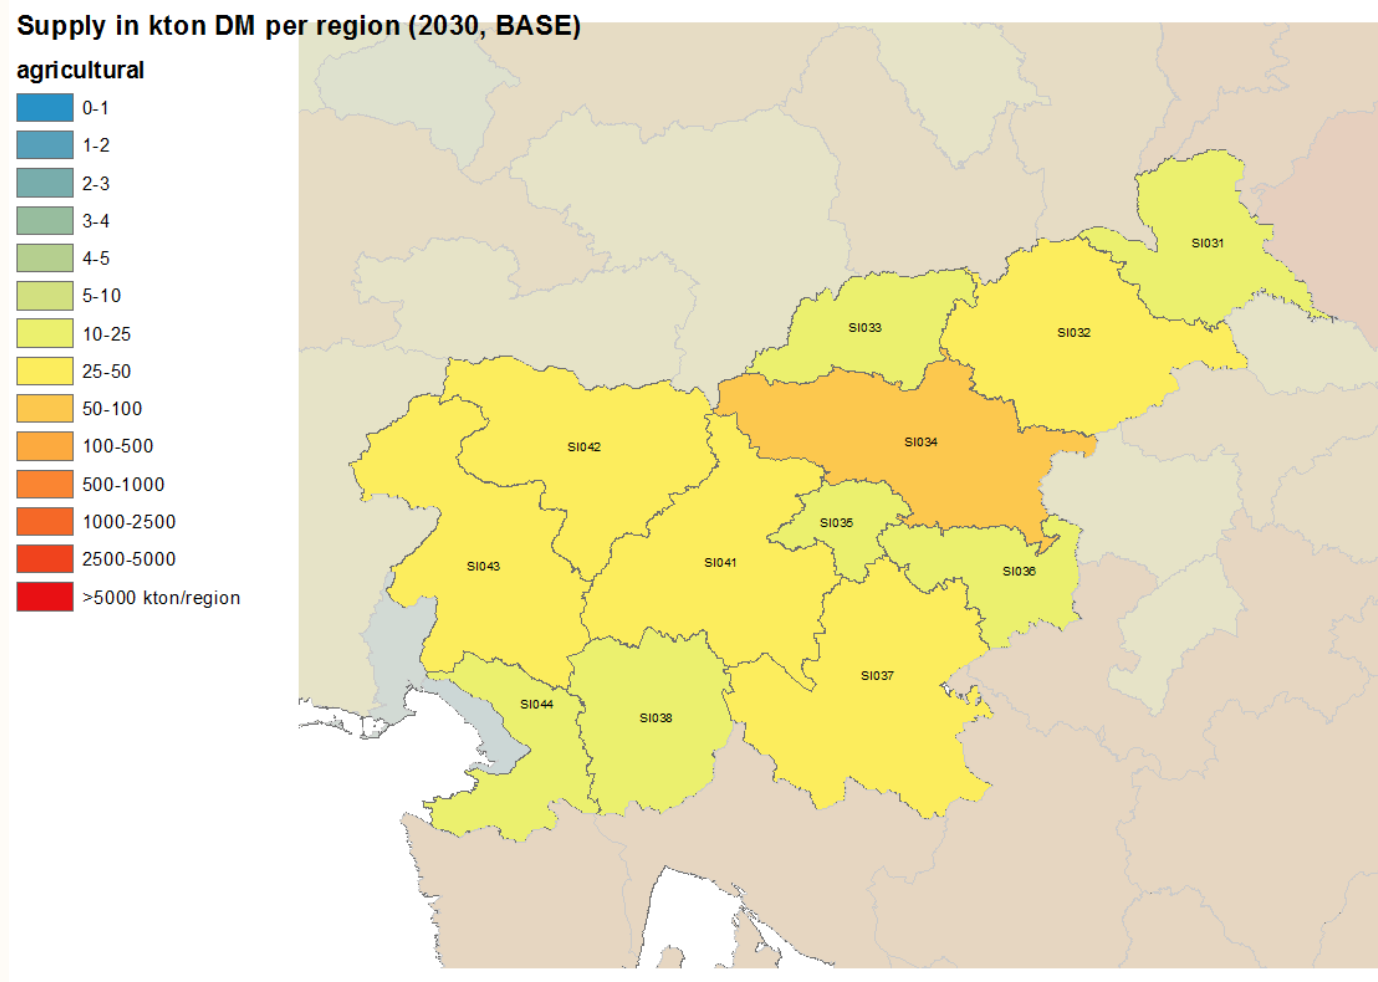 Supply in kton DM per region (2030, BASE)
agricultural
0-1
1-2
2-3
3-4
4-5
5-10
10-25
25-50
50-100
100-500
500-1000
1000-2500
2500-5000
>5000 kton/region
SI031
SI033
SI032
SI034
SI042
SI035
SI041
SI043
SI036
SI037
SI044
SI038